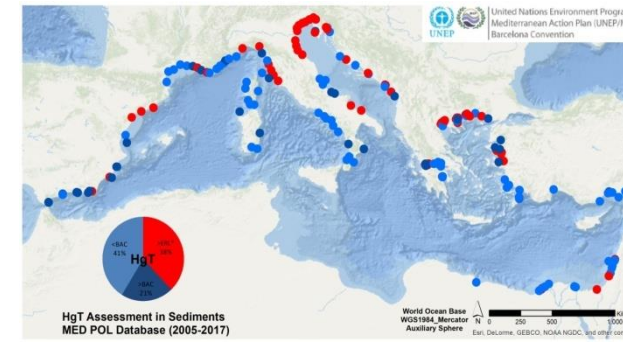 United Nations Environment Progra
Mediterranean Action Plan (UNEP/
Barcelona Convention
UNEP
<BAC
41%
HgT
<BAC
21%
HgT Assessment in Sediments
MED POL Database (2005-2017)
World Ocean Base
WGS1984_Mercator
Auxiliary Sphere
N
0 250 500 1.000
Esri, DeLorme, GEBCO, NOAA NGDC, and other con